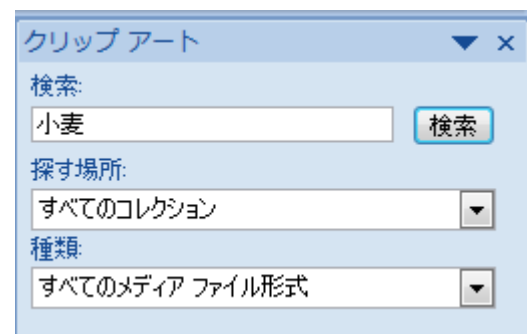 クリップ アート
検索:
小麦 検索
探す場所:
すべてのコレクション
種類:
すべてのメディア ファイル形式